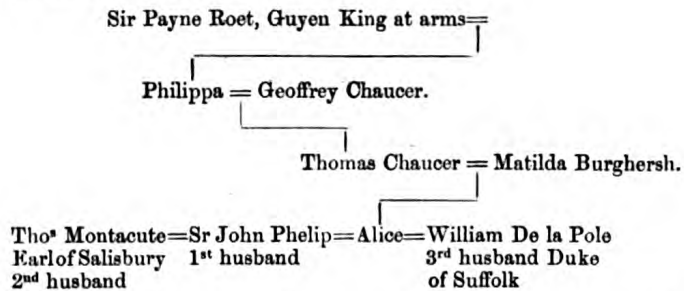 Sir Payne Roet, Guyen King at arms=
Philippa = Geoffrey Chaucer.
Thomas Chaucer = Matilda Burghersh.
Thoˢ Montacute=Sr John Phelip=Alice=William De la Pole
Earl of Salisbury 1ˢᵗ husband 3ʳᵈ husband Duke
2ⁿᵈ husband of Suffolk